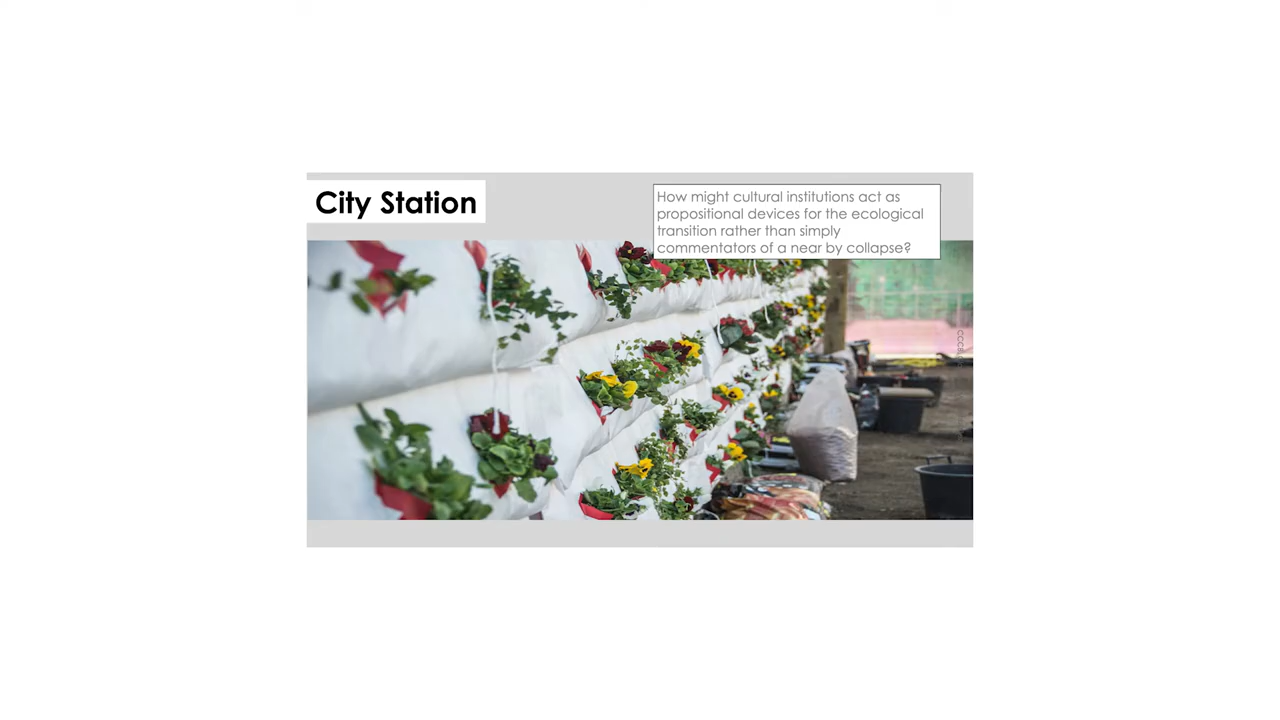 City Station
How might cultural institutions act as
propositional devices for the ecological
transition rather than simply
commentators of a near by collapse?